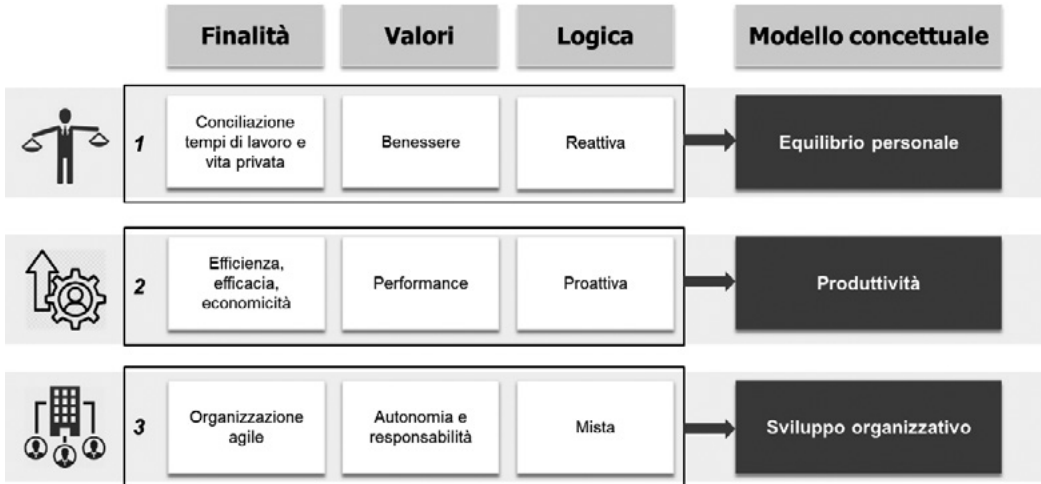 Finalità
Valori
Logica
Modello concettuale
1
Conciliazione
tempi di lavoro e
vita privata
Benessere
Reattiva
Equilibrio personale
2
Efficienza,
efficacia,
economicità
Performance
Proattiva
Produttività
3
Organizzazione
agile
Autonomia e
responsabilità
Mista
Sviluppo organizzativo